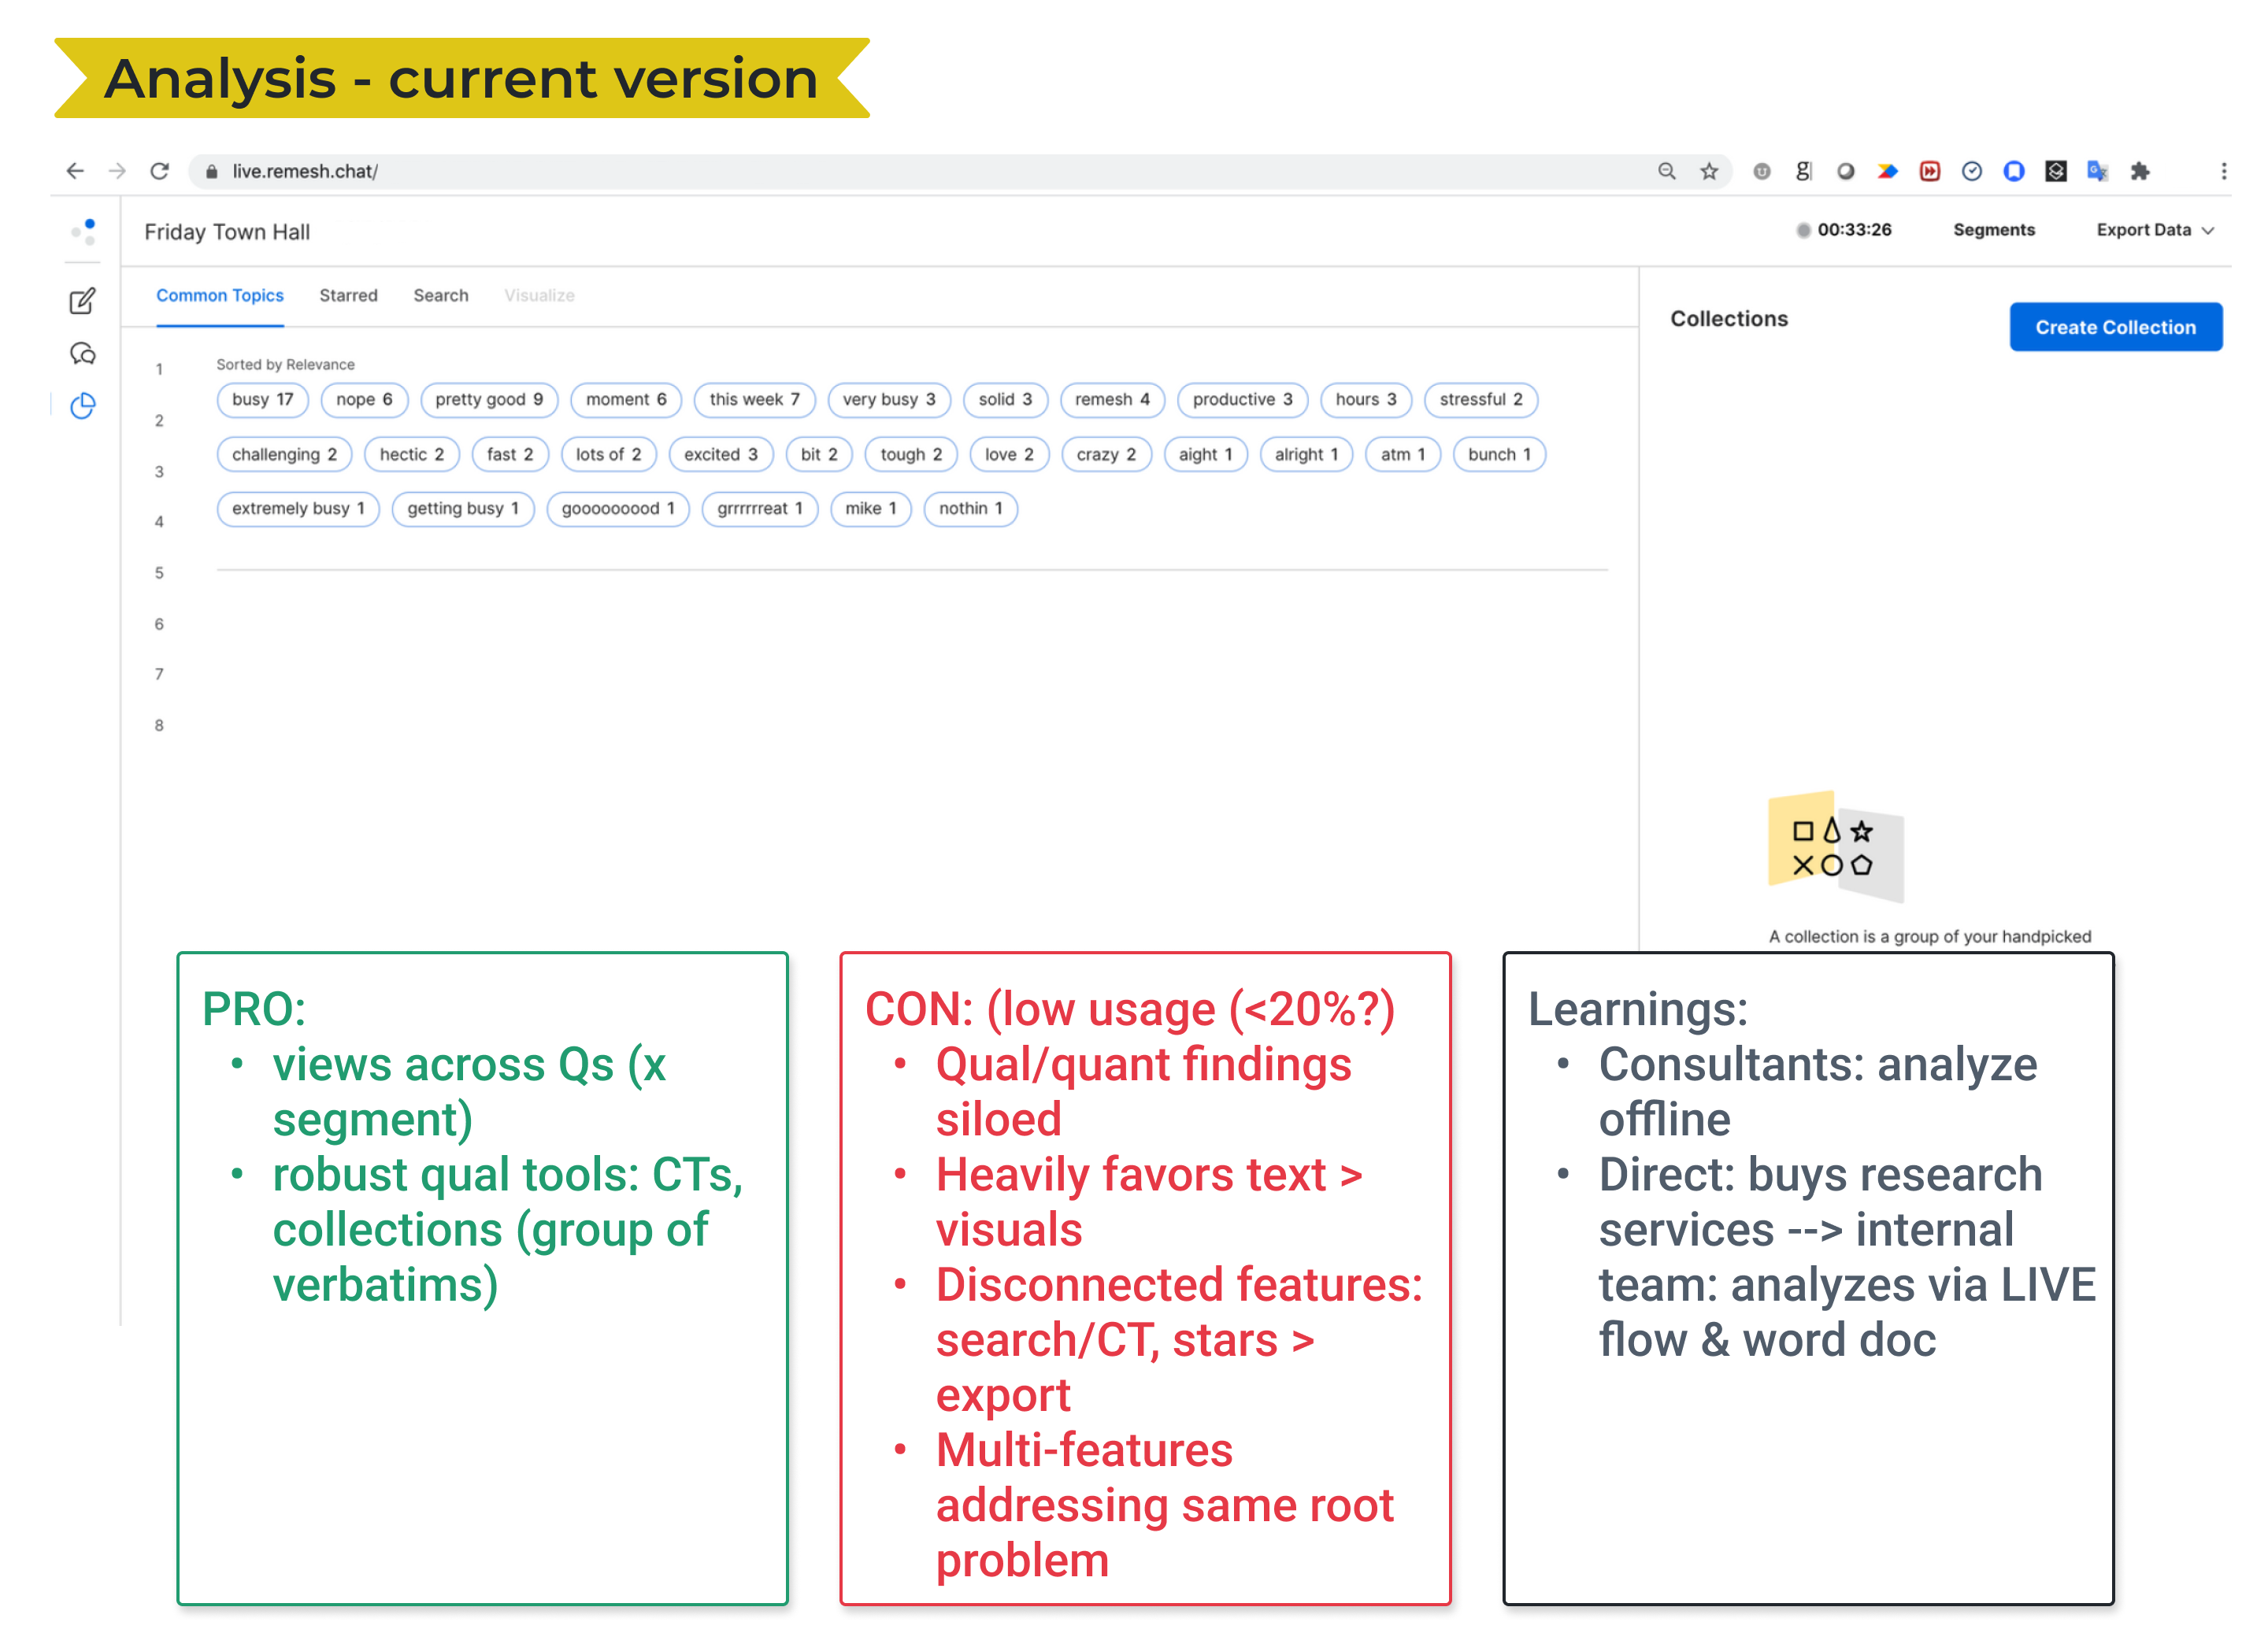 Analysis - current version
live.remesh.chat/
Friday Town Hall
00:33:26
Segments
Export Data
Common Topics
Starred
Search
Visualize
Collections
Create Collection
1
2
3
4
5
6
7
8
Sorted by Relevance
busy 17 nope 6 pretty good 9 moment 6 this week 7 very busy 3 solid 3 remesh 4 productive 3 hours 3 stressful 2
challenging 2 hectic 2 fast 2 lots of 2 excited 3 bit 2 tough 2 love 2 crazy 2 aight 1 alright 1 atm 1 bunch 1
extremely busy 1 getting busy 1 gooooooood 1 grrrrrreat 1 mike 1 nothin 1
A collection is a group of your handpicked
PRO:
• views across Qs (x
segment)
• robust qual tools: CTs,
collections (group of
verbatims)
CON: (low usage (<20%?)
• Qual/quant findings
siloed
• Heavily favors text >
visuals
• Disconnected features:
search/CT, stars >
export
• Multi-features
addressing same root
problem
Learnings:
• Consultants: analyze
offline
• Direct: buys research
services --> internal
team: analyzes via LIVE
flow & word doc